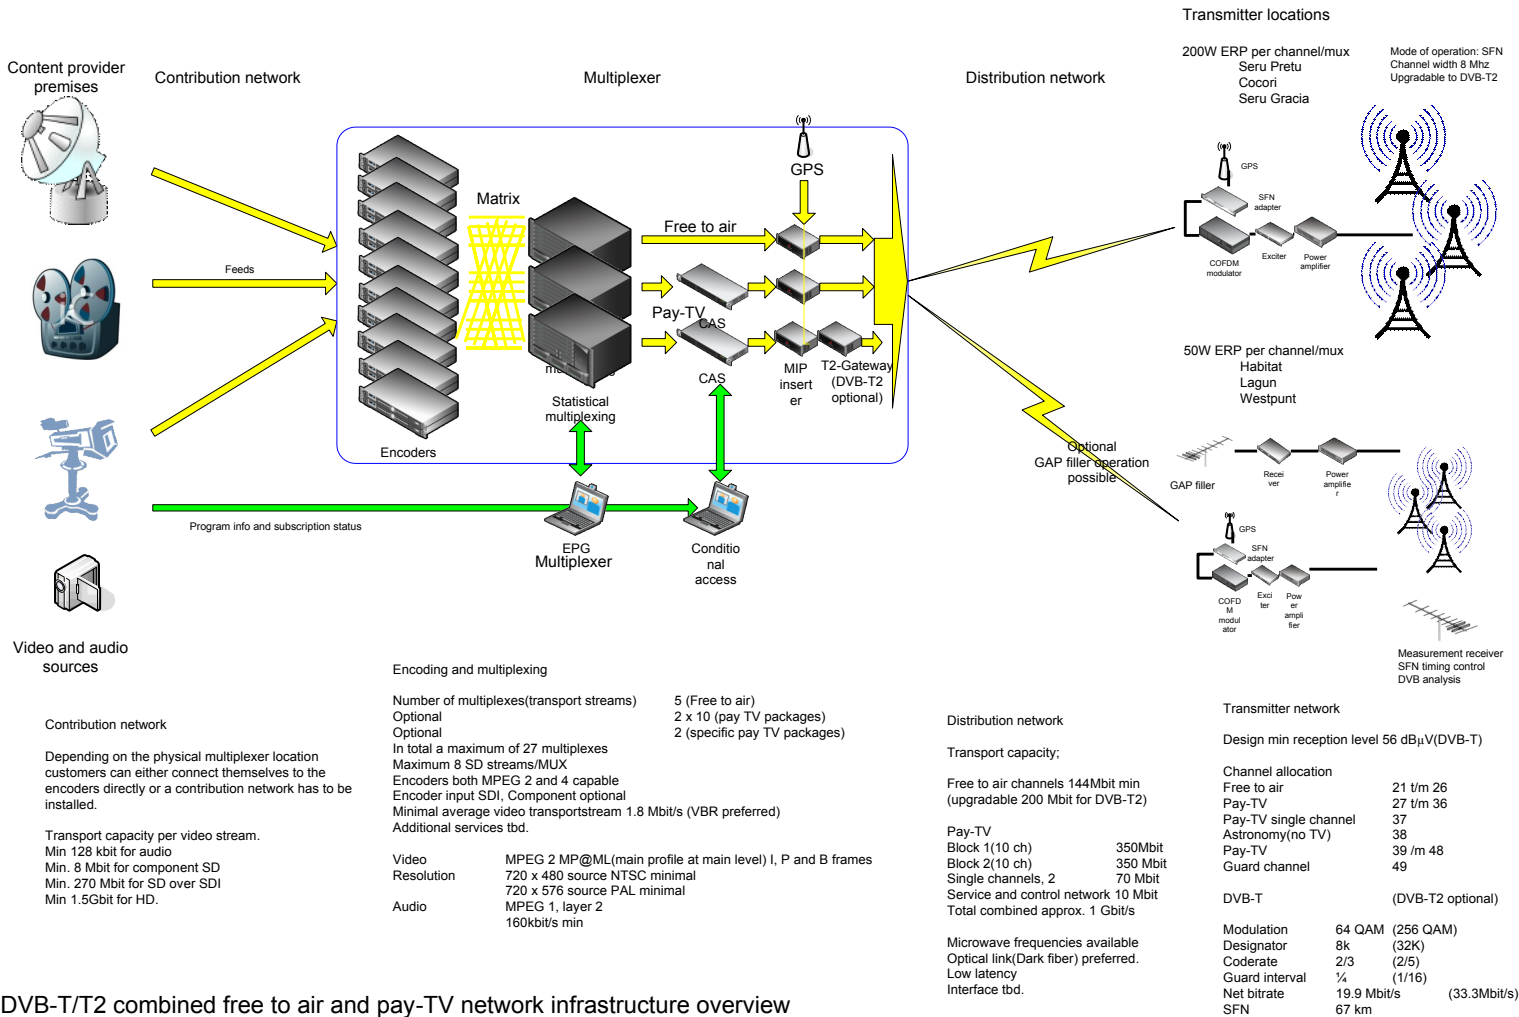 Transmitter locations
200W ERP per channel/mux
Seru Pretu
Cocori
Seru Gracia
Mode of operation: SFN
Channel width 8 Mhz
Upgradable to DVB-T2
Content provider
premises
Contribution network
Multiplexer
Distribution network
GPS
Matrix
Free to air
Feeds
Pay-TV
CAS
CAS
MIP
insert
er
T2-Gateway
(DVB-T2
optional)
Statistical
multiplexing
Encoders
GPS
SFN
adapter
COFDM
modulator
Exciter
Power
amplifier
50W ERP per channel/mux
Habitat
Lagun
Westpunt
Optional
GAP filler operation
possible
GAP filler
Recei
ver
Power
amplifie
r
Program info and subscription status
EPG
Multiplexer
Conditio
nal
access
GPS
SFN
adapter
COFD
M
modul
ator
Exci
ter
Pow
er
ampli
fier
Measurement receiver
SFN timing control
DVB analysis
Video and audio
sources
Contribution network
Depending on the physical multiplexer location
customers can either connect themselves to the
encoders directly or a contribution network has to be
installed.
Transport capacity per video stream.
Min 128 kbit for audio
Min. 8 Mbit for component SD
Min. 270 Mbit for SD over SDI
Min 1.5Gbit for HD.
Encoding and multiplexing
Number of multiplexes(transport streams) 5 (Free to air)
Optional 2 x 10 (pay TV packages)
Optional 2 (specific pay TV packages)
In total a maximum of 27 multiplexes
Maximum 8 SD streams/MUX
Encoders both MPEG 2 and 4 capable
Encoder input SDI, Component optional
Minimal average video transportstream 1.8 Mbit/s (VBR preferred)
Additional services tbd.
Video MPEG 2 MP@ML(main profile at main level) I, P and B frames
Resolution 720 x 480 source NTSC minimal
720 x 576 source PAL minimal
Audio MPEG 1, layer 2
160kbit/s min
Distribution network
Transport capacity;
Free to air channels 144Mbit min
(upgradable 200 Mbit for DVB-T2)
Pay-TV
Block 1(10 ch) 350Mbit
Block 2(10 ch) 350 Mbit
Single channels, 2 70 Mbit
Service and control network 10 Mbit
Total combined approx. 1 Gbit/s
Microwave frequencies available
Optical link(Dark fiber) preferred.
Low latency
Interface tbd.
Transmitter network
Design min reception level 56 dBµV(DVB-T)
Channel allocation
Free to air 21 t/m 26
Pay-TV 27 t/m 36
Pay-TV single channel 37
Astronomy(no TV) 38
Pay-TV 39 /m 48
Guard channel 49
DVB-T (DVB-T2 optional)
Modulation 64 QAM (256 QAM)
Designator 8k (32K)
Coderate 2/3 (2/5)
Guard interval ¼ (1/16)
Net bitrate 19.9 Mbit/s (33.3Mbit/s)
SFN 67 km
DVB-T/T2 combined free to air and pay-TV network infrastructure overview